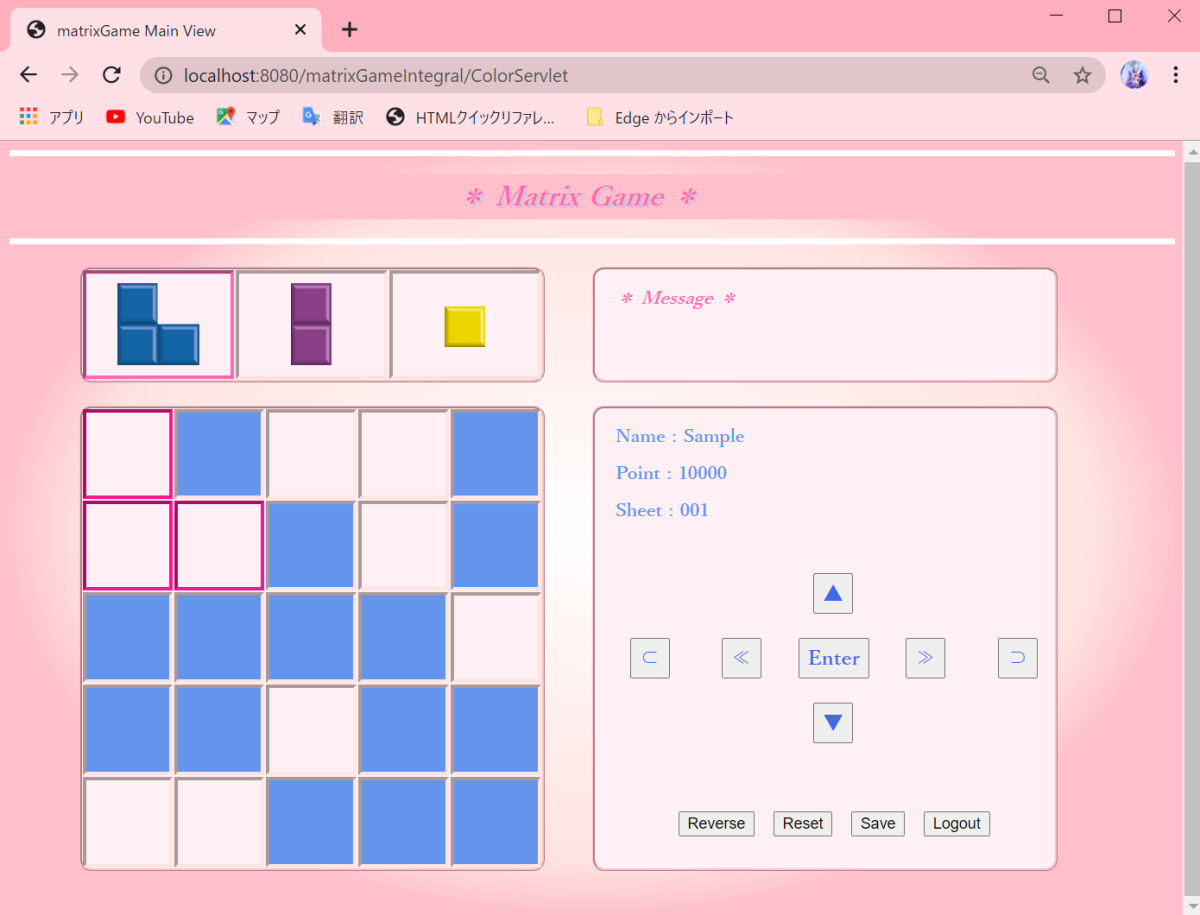 matrixGame Main View
localhost:8080/matrixGameIntegral/ColorServlet
アプリ YouTube マップ 翻訳 HTMLクイックリファレ... Edge からインポート
* Matrix Game *
* Message *
Name : Sample
Point : 10000
Sheet : 001
▲
⊂ ≪ Enter ≫ ⊃
▼
Reverse Reset Save Logout